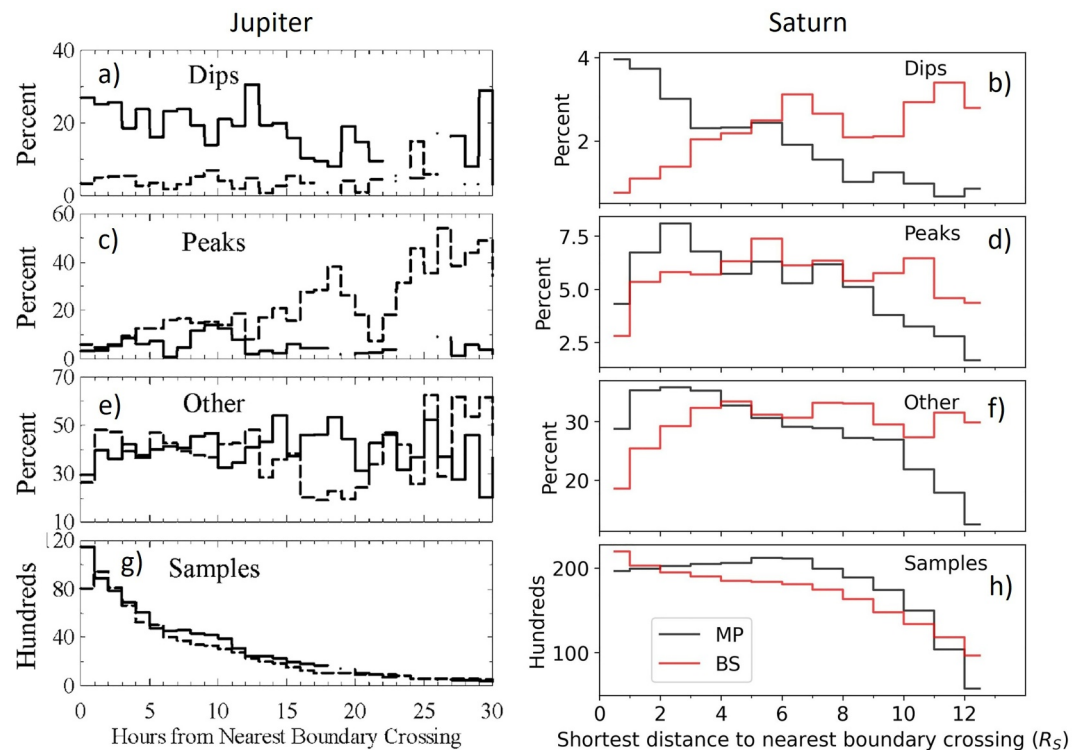 Jupiter
Saturn
a) Dips
Percent
40
20
0
b) Dips
Percent
4
2
c) Peaks
Percent
60
40
20
0
d) Peaks
Percent
7.5
5.0
2.5
e) Other
Percent
70
50
30
10
f) Other
Percent
30
20
g) Samples
Hundreds
120
80
40
0
0 5 10 15 20 25 30
Hours from Nearest Boundary Crossing
h) Samples
Hundreds
200
100
MP
BS
0 2 4 6 8 10 12
Shortest distance to nearest boundary crossing (RS)